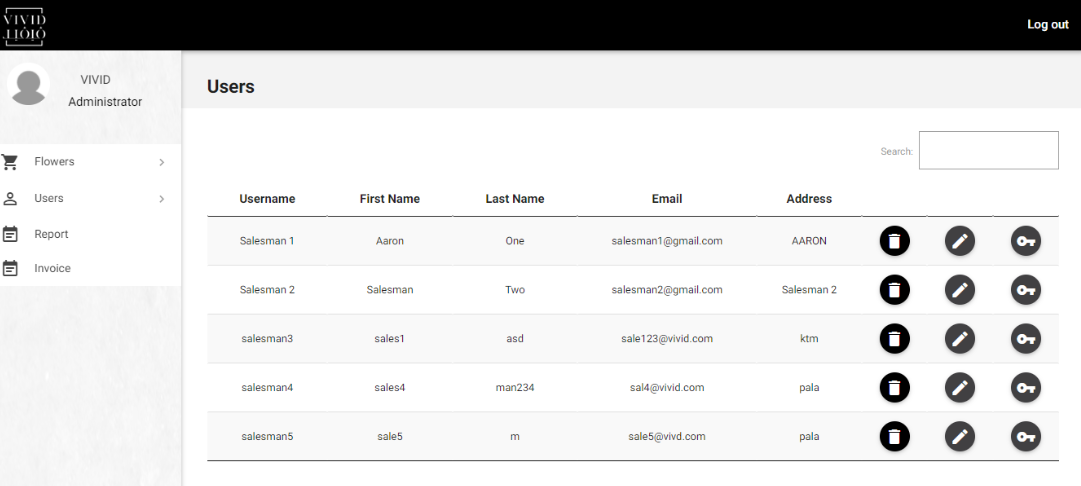 VIVID
Log out
VIVID
Administrator
Flowers
Users
Report
Invoice
Users
Search:
Username First Name Last Name Email Address
Salesman 1 Aaron One salesman1@gmail.com AARON
Salesman 2 Salesman Two salesman2@gmail.com Salesman 2
salesman3 sales1 asd sale123@vivid.com ktm
salesman4 sales4 man234 sal4@vivid.com pala
salesman5 sale5 m sale5@vivd.com pala